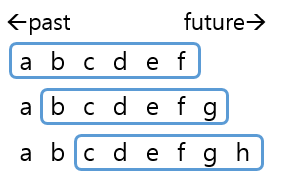 ←past future→
a b c d e f
a b c d e f g
a b c d e f g h